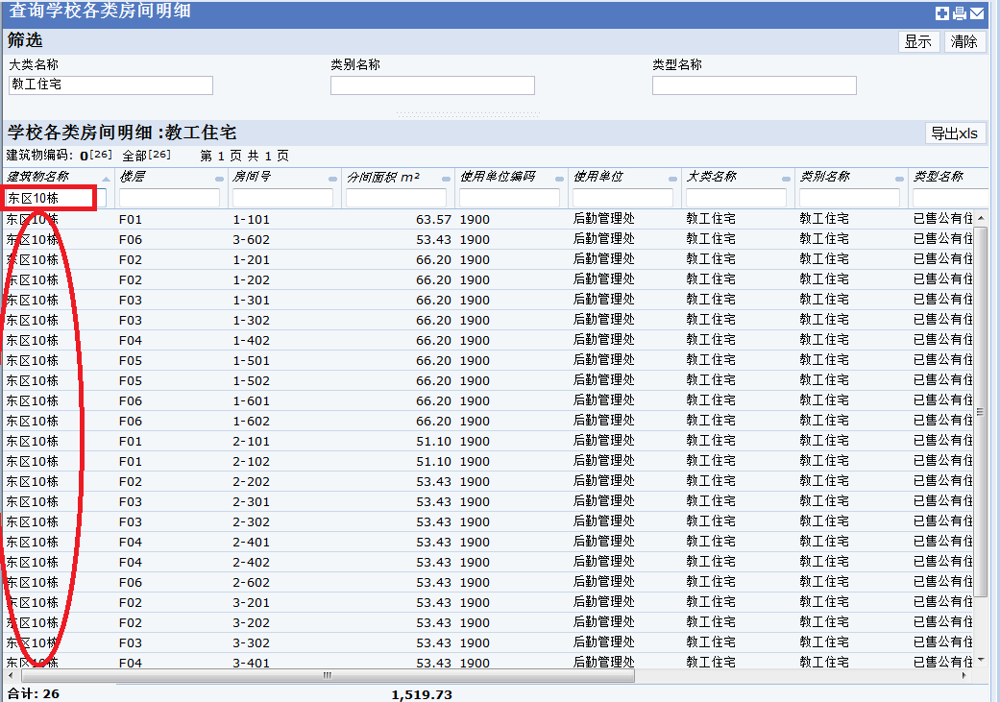 查询学校各类房间明细
筛选 显示 清除
大类名称 类别名称 类型名称
教工住宅
学校各类房间明细 :教工住宅 导出xls
建筑物编码: 0[26] 全部[26] 第 1 页 共 1 页
建筑物名称 楼层 房间号 分间面积 m² 使用单位编码 使用单位 大类名称 类别名称 类型名称
东区10栋
东区10栋 F01 1-101 63.57 1900 后勤管理处 教工住宅 教工住宅 已售公有住
东区10栋 F06 3-602 53.43 1900 后勤管理处 教工住宅 教工住宅 已售公有住
东区10栋 F02 1-201 66.20 1900 后勤管理处 教工住宅 教工住宅 已售公有住
东区10栋 F02 1-202 66.20 1900 后勤管理处 教工住宅 教工住宅 已售公有住
东区10栋 F03 1-301 66.20 1900 后勤管理处 教工住宅 教工住宅 已售公有住
东区10栋 F03 1-302 66.20 1900 后勤管理处 教工住宅 教工住宅 已售公有住
东区10栋 F04 1-402 66.20 1900 后勤管理处 教工住宅 教工住宅 已售公有住
东区10栋 F05 1-501 66.20 1900 后勤管理处 教工住宅 教工住宅 已售公有住
东区10栋 F05 1-502 66.20 1900 后勤管理处 教工住宅 教工住宅 已售公有住
东区10栋 F06 1-601 66.20 1900 后勤管理处 教工住宅 教工住宅 已售公有住
东区10栋 F06 1-602 66.20 1900 后勤管理处 教工住宅 教工住宅 已售公有住
东区10栋 F01 2-101 51.10 1900 后勤管理处 教工住宅 教工住宅 已售公有住
东区10栋 F01 2-102 51.10 1900 后勤管理处 教工住宅 教工住宅 已售公有住
东区10栋 F02 2-202 53.43 1900 后勤管理处 教工住宅 教工住宅 已售公有住
东区10栋 F03 2-301 53.43 1900 后勤管理处 教工住宅 教工住宅 已售公有住
东区10栋 F03 2-302 53.43 1900 后勤管理处 教工住宅 教工住宅 已售公有住
东区10栋 F04 2-401 53.43 1900 后勤管理处 教工住宅 教工住宅 已售公有住
东区10栋 F04 2-402 53.43 1900 后勤管理处 教工住宅 教工住宅 已售公有住
东区10栋 F06 2-602 53.43 1900 后勤管理处 教工住宅 教工住宅 已售公有住
东区10栋 F02 3-201 53.43 1900 后勤管理处 教工住宅 教工住宅 已售公有住
东区10栋 F02 3-202 53.43 1900 后勤管理处 教工住宅 教工住宅 已售公有住
东区10栋 F03 3-302 53.43 1900 后勤管理处 教工住宅 教工住宅 已售公有住
东区10栋 F04 3-401 53.43 1900 后勤管理处 教工住宅 教工住宅 已售公有住
合计: 26 1,519.73